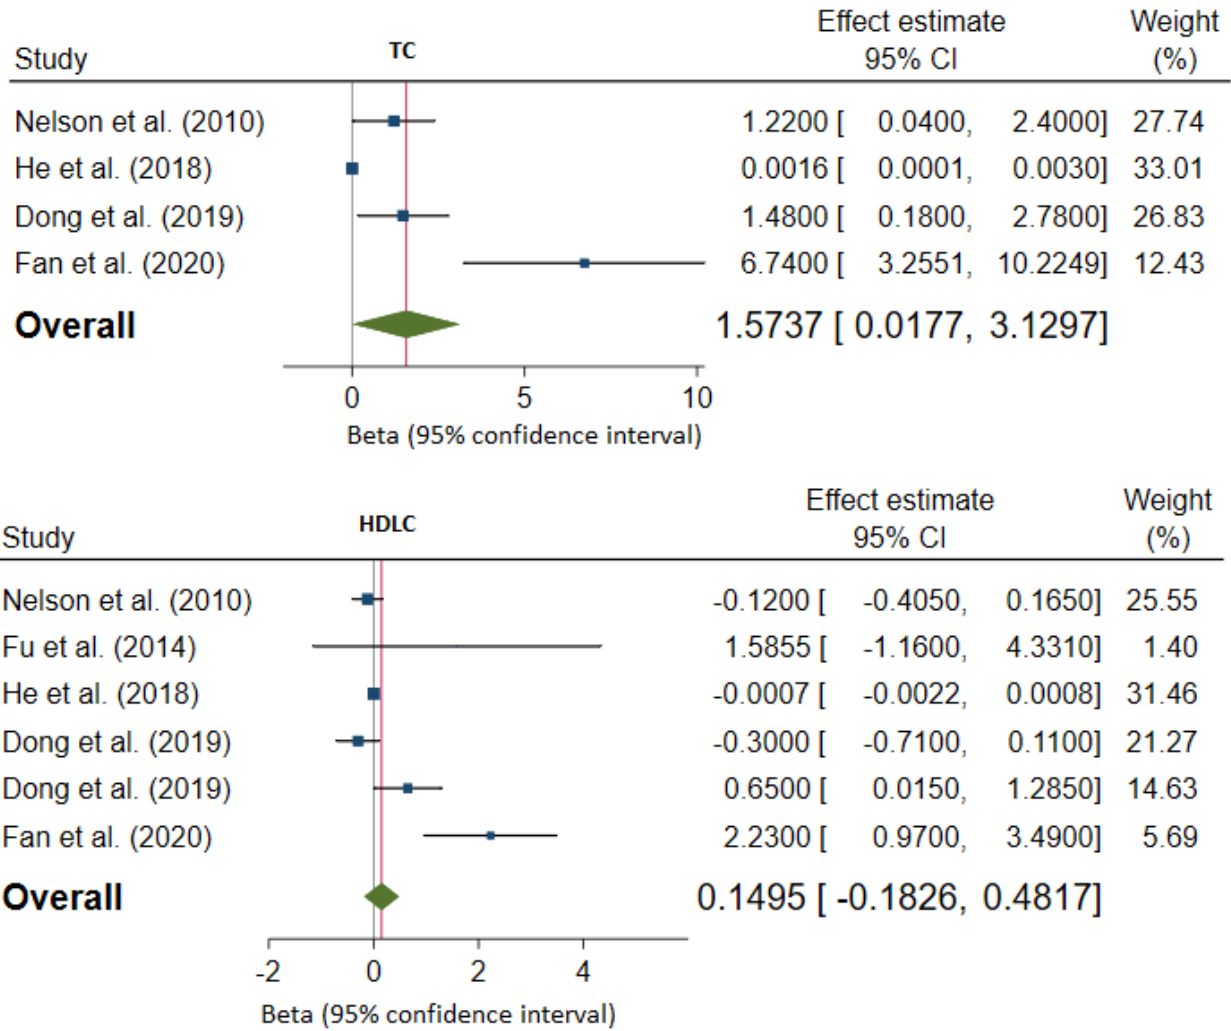 Effect estimate Weight
Study TC 95% CI (%)
Nelson et al. (2010) 1.2200 [ 0.0400, 2.4000] 27.74
He et al. (2018) 0.0016 [ 0.0001, 0.0030] 33.01
Dong et al. (2019) 1.4800 [ 0.1800, 2.7800] 26.83
Fan et al. (2020) 6.7400 [ 3.2551, 10.2249] 12.43
Overall 1.5737 [ 0.0177, 3.1297]
0 5 10
Beta (95% confidence interval)
Effect estimate Weight
Study HDLC 95% CI (%)
Nelson et al. (2010) -0.1200 [ -0.4050, 0.1650] 25.55
Fu et al. (2014) 1.5855 [ -1.1600, 4.3310] 1.40
He et al. (2018) -0.0007 [ -0.0022, 0.0008] 31.46
Dong et al. (2019) -0.3000 [ -0.7100, 0.1100] 21.27
Dong et al. (2019) 0.6500 [ 0.0150, 1.2850] 14.63
Fan et al. (2020) 2.2300 [ 0.9700, 3.4900] 5.69
Overall 0.1495 [ -0.1826, 0.4817]
-2 0 2 4
Beta (95% confidence interval)